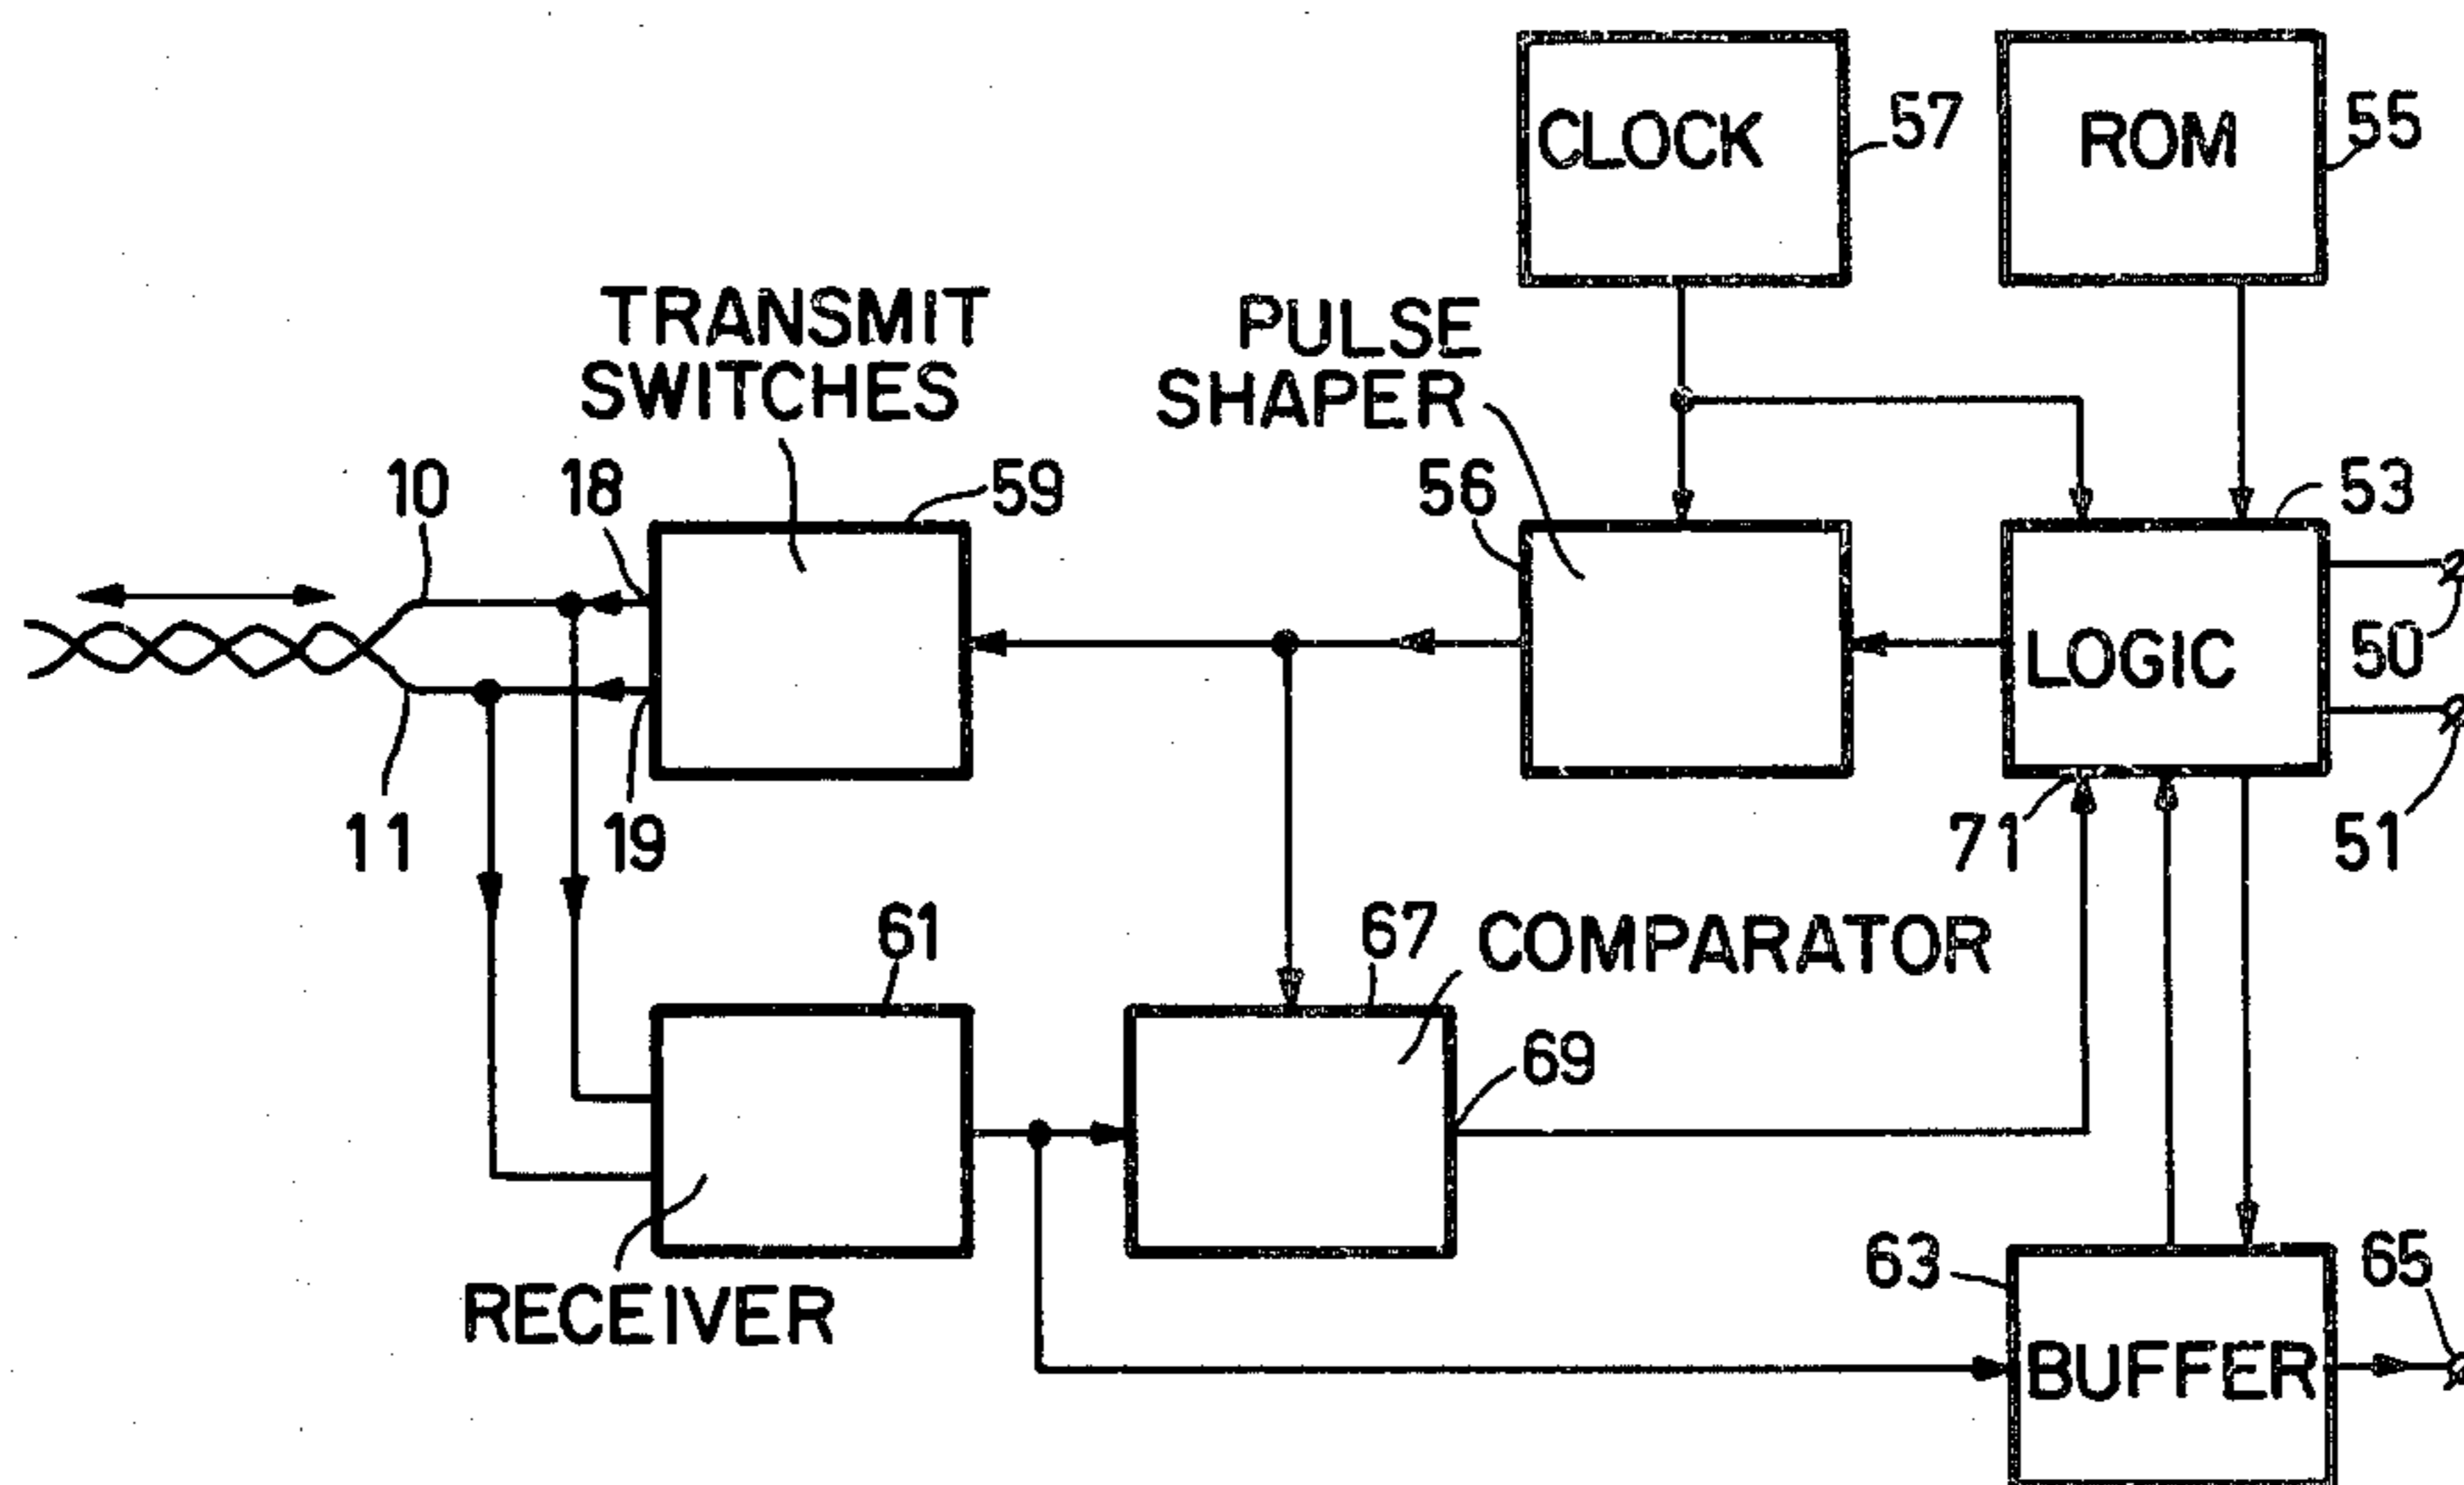 CLOCK
57
ROM
55
TRANSMIT
SWITCHES
PULSE
SHAPER
10
18
59
56
53
LOGIC
50
11
19
71
51
61
67
COMPARATOR
69
RECEIVER
63
65
BUFFER